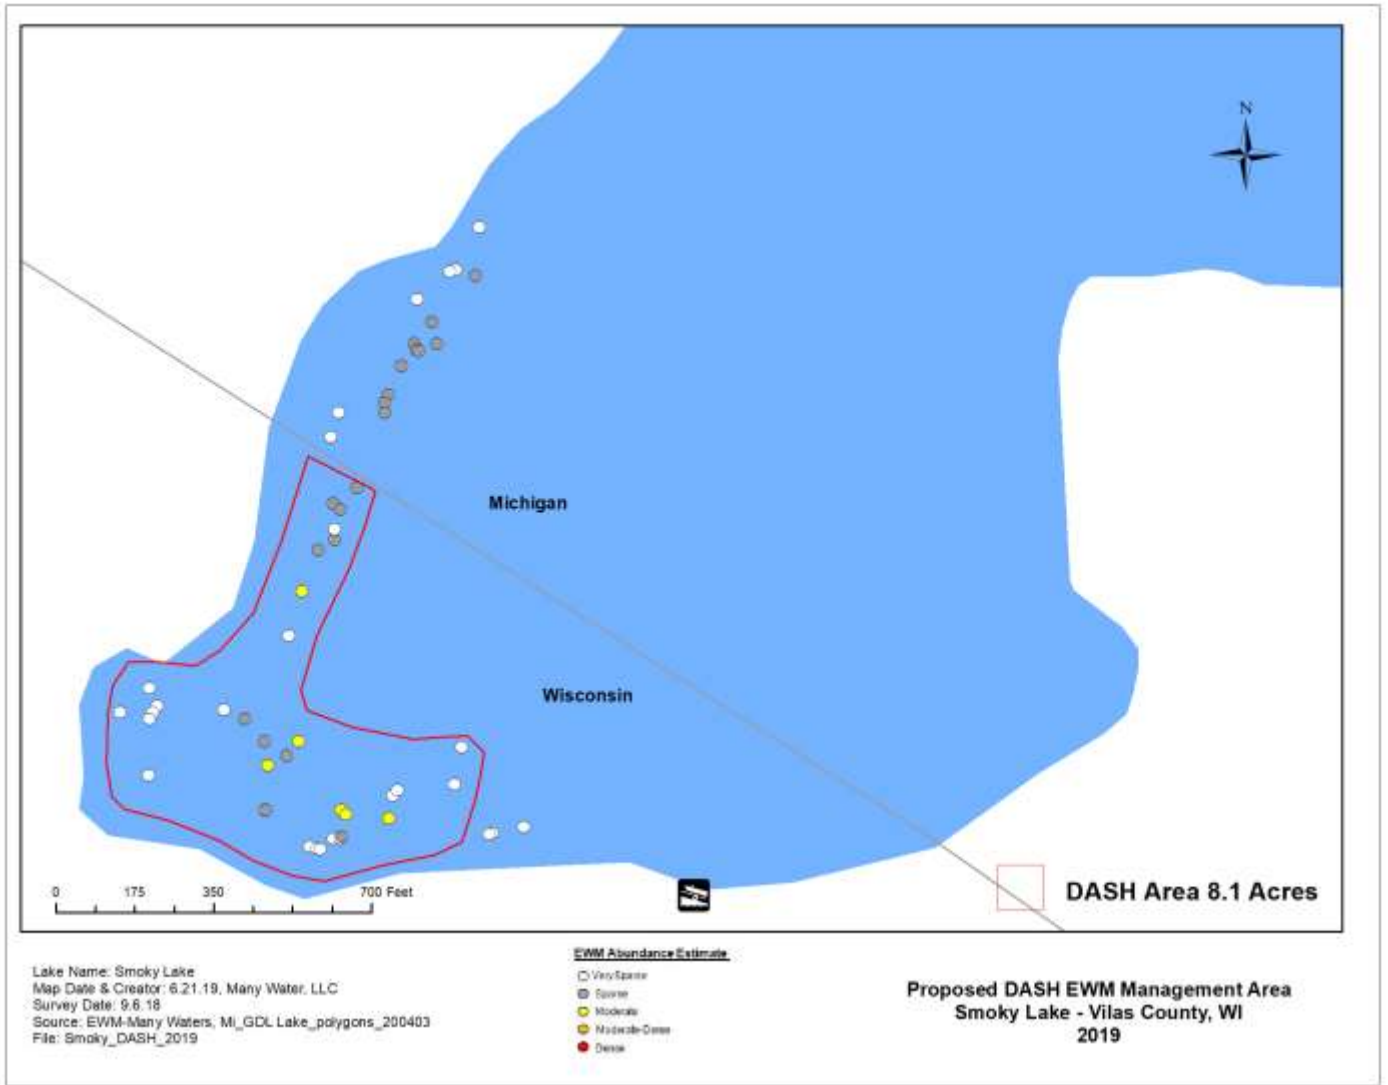 N
Michigan
Wisconsin
0 175 350 700 Feet
DASH Area 8.1 Acres
Lake Name: Smoky Lake
Map Date & Creator: 6.21.19, Many Water, LLC
Survey Date: 9.6.18
Source: EWM-Many Waters, Mi_GDL Lake_polygons_200403
File: Smoky_DASH_2019
EWM Abundance Estimate
Very Sparse
Sparse
Moderate
Moderate-Dense
Dense
Proposed DASH EWM Management Area
Smoky Lake - Vilas County, WI
2019